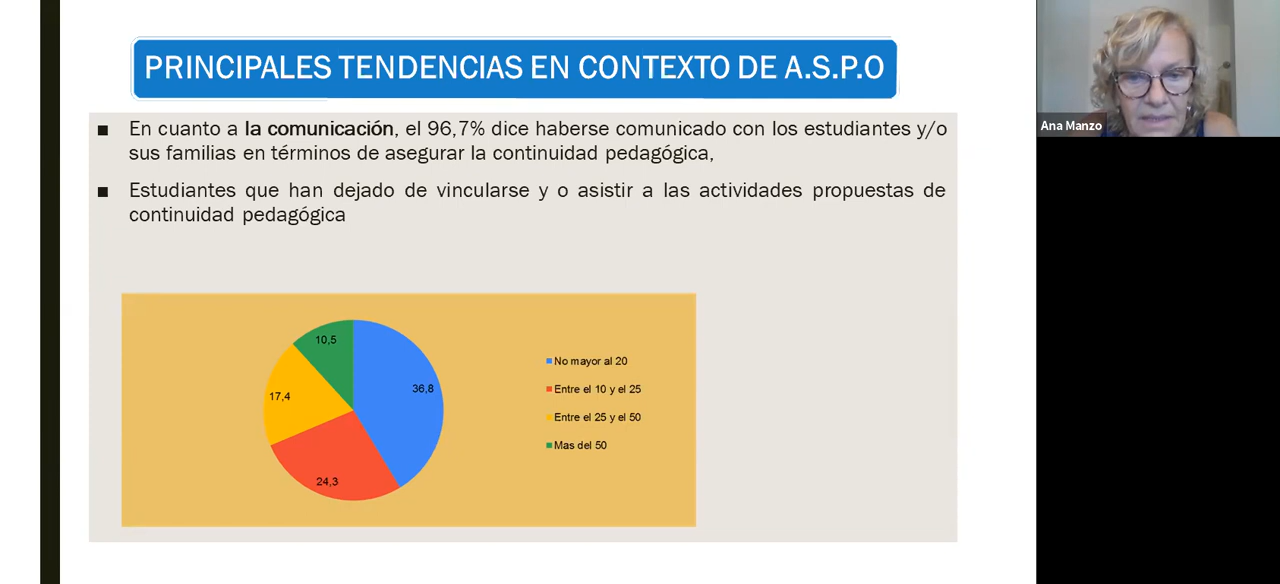 PRINCIPALES TENDENCIAS EN CONTEXTO DE A.S.P.O
En cuanto a la comunicación, el 96,7% dice haberse comunicado con los estudiantes y/o
sus familias en términos de asegurar la continuidad pedagógica,
Estudiantes que han dejado de vincularse y o asistir a las actividades propuestas de
continuidad pedagógica
10,5
36,8
17,4
24,3
No mayor al 20
Entre el 10 y el 25
Entre el 25 y el 50
Mas del 50
Ana Manzo